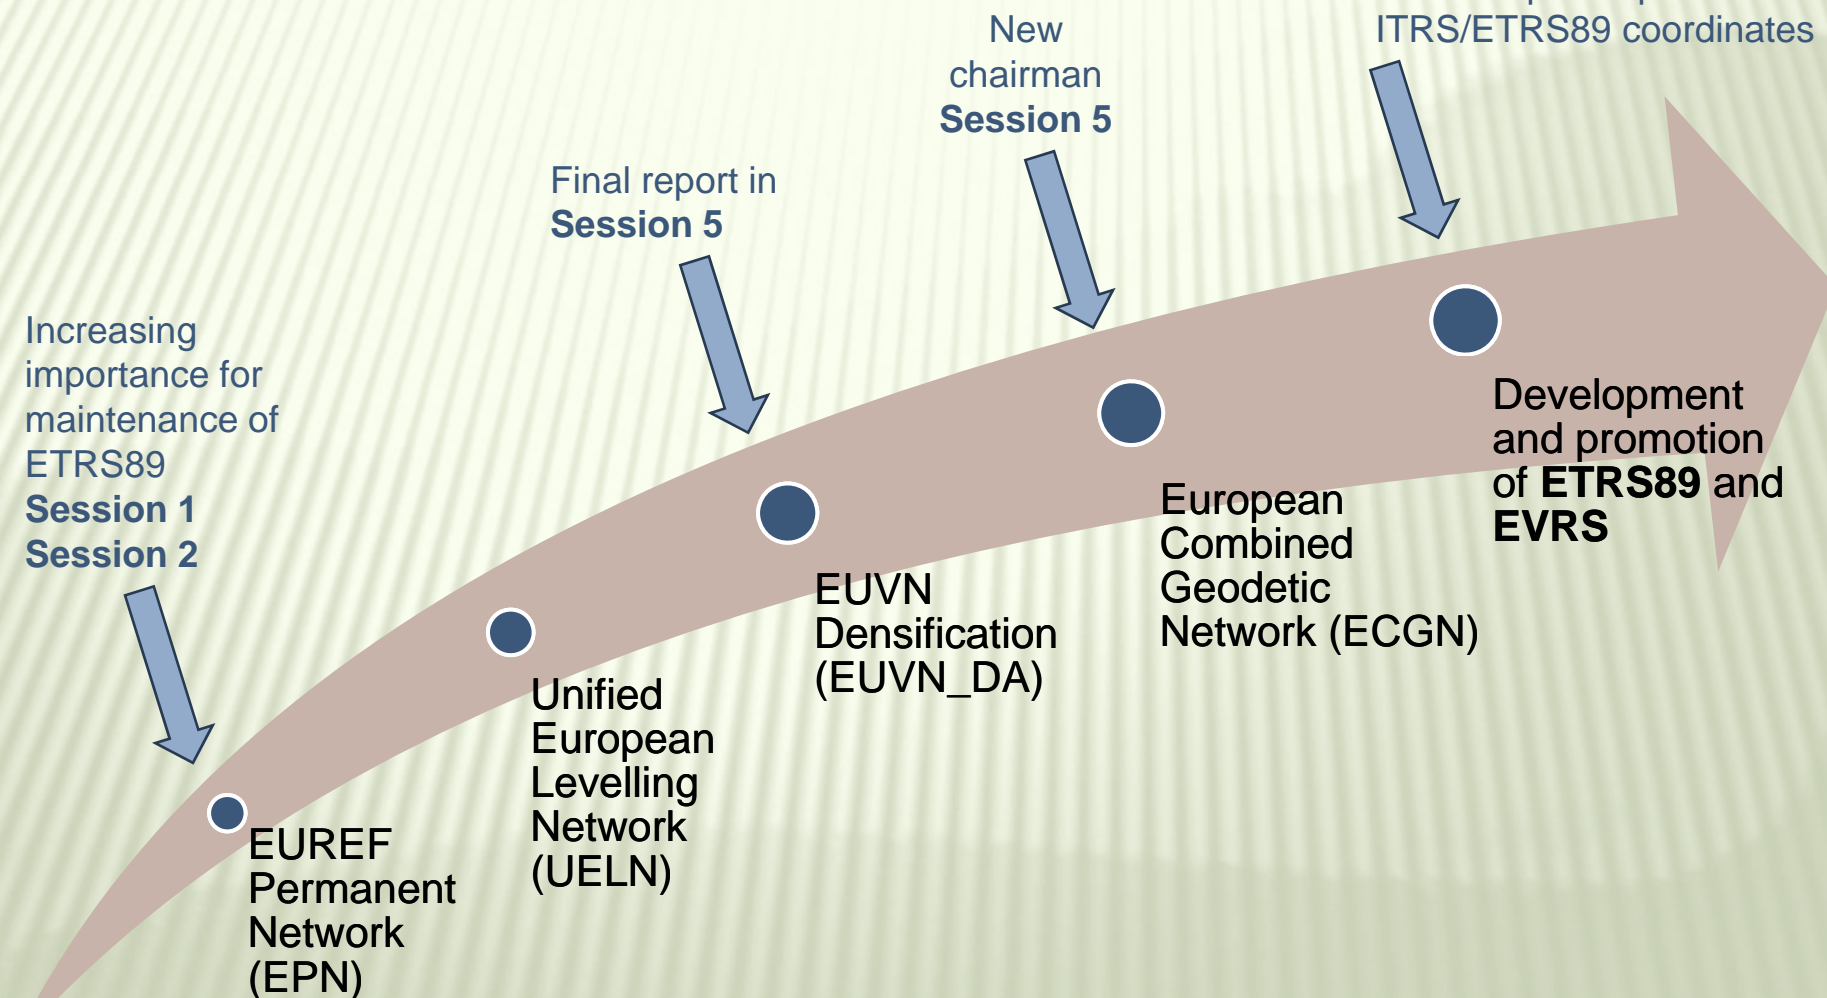 New
chairman
Session 5
ITRS/ETRS89 coordinates
Final report in
Session 5
Increasing
importance for
maintenance of
ETRS89
Session 1
Session 2
EUREF
Permanent
Network
(EPN)
Unified
European
Levelling
Network
(UELN)
EUVN
Densification
(EUVN_DA)
European
Combined
Geodetic
Network (ECGN)
Development
and promotion
of ETRS89 and
EVRS